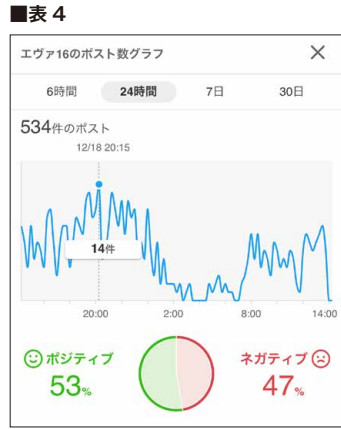 ■表4
エヴァ16のポスト数グラフ
6時間 24時間 7日 30日
534件のポスト
12/18 20:15
14件
20:00 2:00 8:00 14:00
ポジティブ ネガティブ
53% 47%